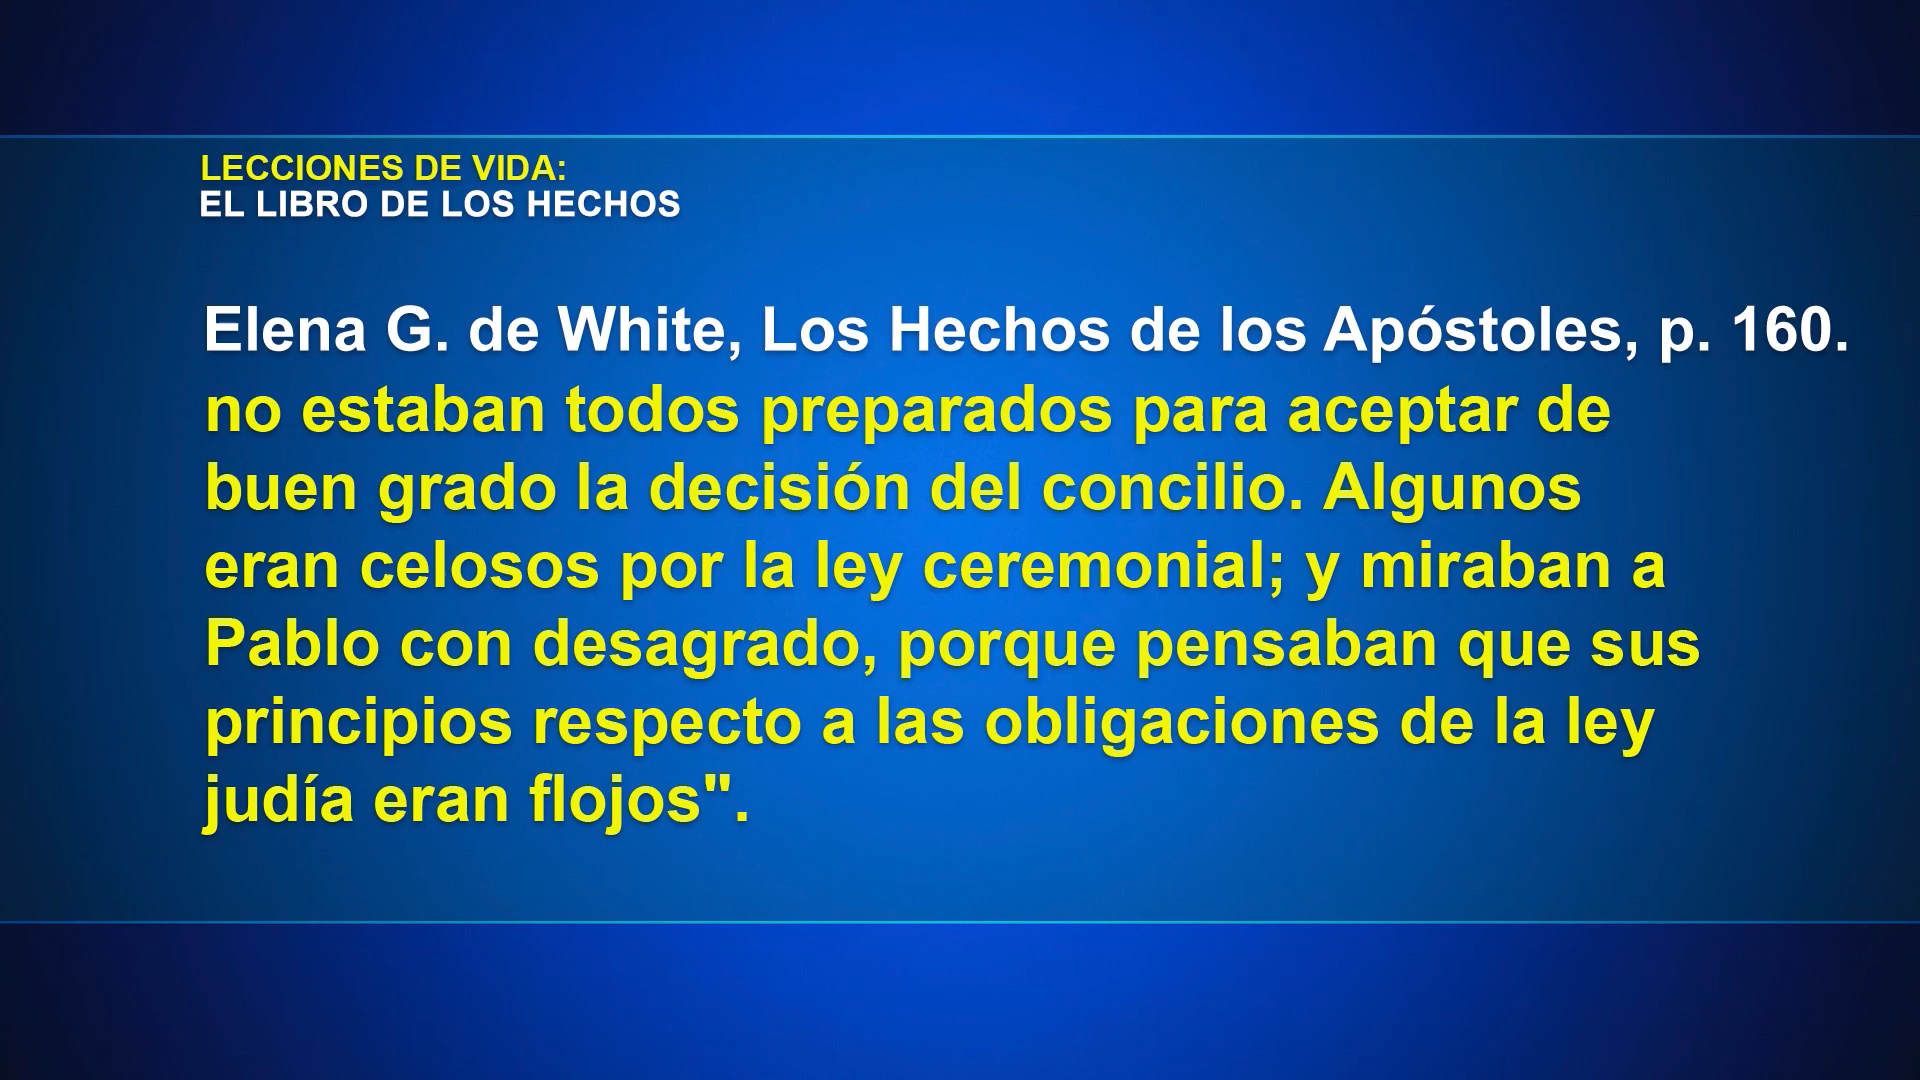 LECCIONES DE VIDA:
EL LIBRO DE LOS HECHOS
Elena G. de White, Los Hechos de los Apóstoles, p. 160.
no estaban todos preparados para aceptar de
buen grado la decisión del concilio. Algunos
eran celosos por la ley ceremonial; y miraban a
Pablo con desagrado, porque pensaban que sus
principios respecto a las obligaciones de la ley
judía eran flojos".